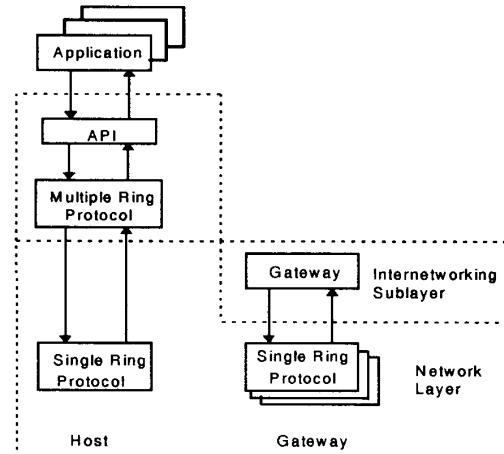 Application
API
Multiple Ring
Protocol
Gateway
Internetworking
Sublayer
Single Ring
Protocol
Single Ring
Protocol
Network
Layer
Host
Gateway